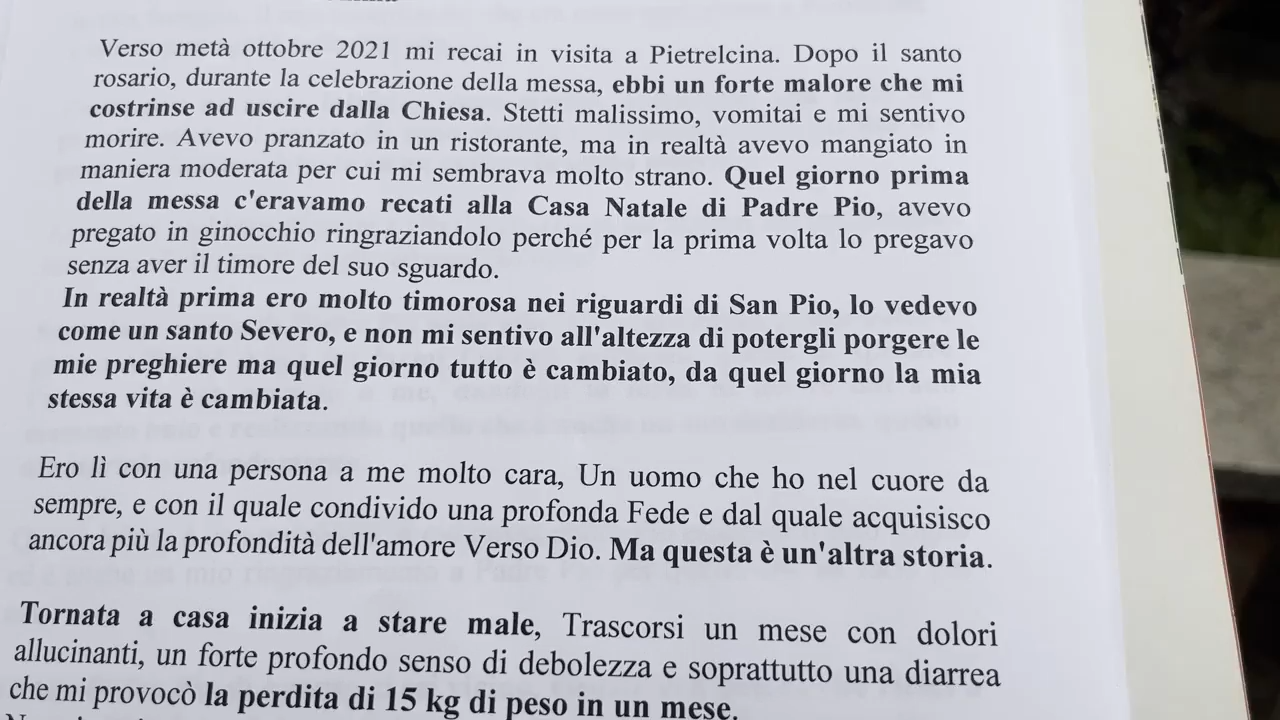 Verso metà ottobre 2021 mi recai in visita a Pietrelcina. Dopo il santo
rosario, durante la celebrazione della messa, ebbi un forte malore che mi
costrinse ad uscire dalla Chiesa. Stetti malissimo, vomitai e mi sentivo
morire. Avevo pranzato in un ristorante, ma in realtà avevo mangiato in
maniera moderata per cui mi sembrava molto strano. Quel giorno prima
della messa c'eravamo recati alla Casa Natale di Padre Pio, avevo
pregato in ginocchio ringraziandolo perché per la prima volta lo pregavo
senza aver il timore del suo sguardo.
In realtà prima ero molto timorosa nei riguardi di San Pio, lo vedevo
come un santo Severo, e non mi sentivo all'altezza di potergli porgere le
mie preghiere ma quel giorno tutto è cambiato, da quel giorno la mia
stessa vita è cambiata.
Ero lì con una persona a me molto cara, Un uomo che ho nel cuore da
sempre, e con il quale condivido una profonda Fede e dal quale acquisisco
ancora più la profondità dell'amore Verso Dio. Ma questa è un'altra storia.
Tornata a casa inizia a stare male, Trascorsi un mese con dolori
allucinanti, un forte profondo senso di debolezza e soprattutto una diarrea
che mi provocò la perdita di 15 kg di peso in un mese.